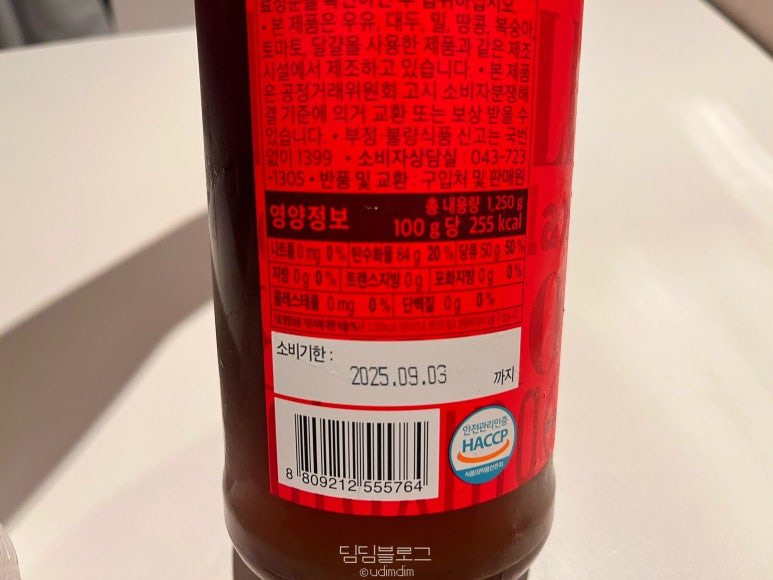 · 본 제품은 우유, 대두, 밀, 땅콩, 복숭아,
토마토, 달걀을 사용한 제품과 같은 제조
시설에서 제조하고 있습니다. · 본 제품
은 공정거래위원회 고시 소비자분쟁해
결 기준에 의거 교환 또는 보상 받을 수
있습니다. · 부정·불량식품 신고는 국번
없이 1399 · 소비자상담실 : 043-723
-1305 · 반품 및 교환 : 구입처 및 판매원
영양정보
총 내용량 1,250 g
100 g 당 255 kcal
나트륨 0 mg 0% 탄수화물 64 g 20% 당류 50 g 50%
지방 0 g 0% 트랜스지방 0 g 포화지방 0 g 0%
콜레스테롤 0 mg 0% 단백질 0 g 0%
소비기한 :
2025.09.03 까지
8 809212 555764
안전관리인증
HACCP
식품의약품안전처
딤딤블로그
©udimdim